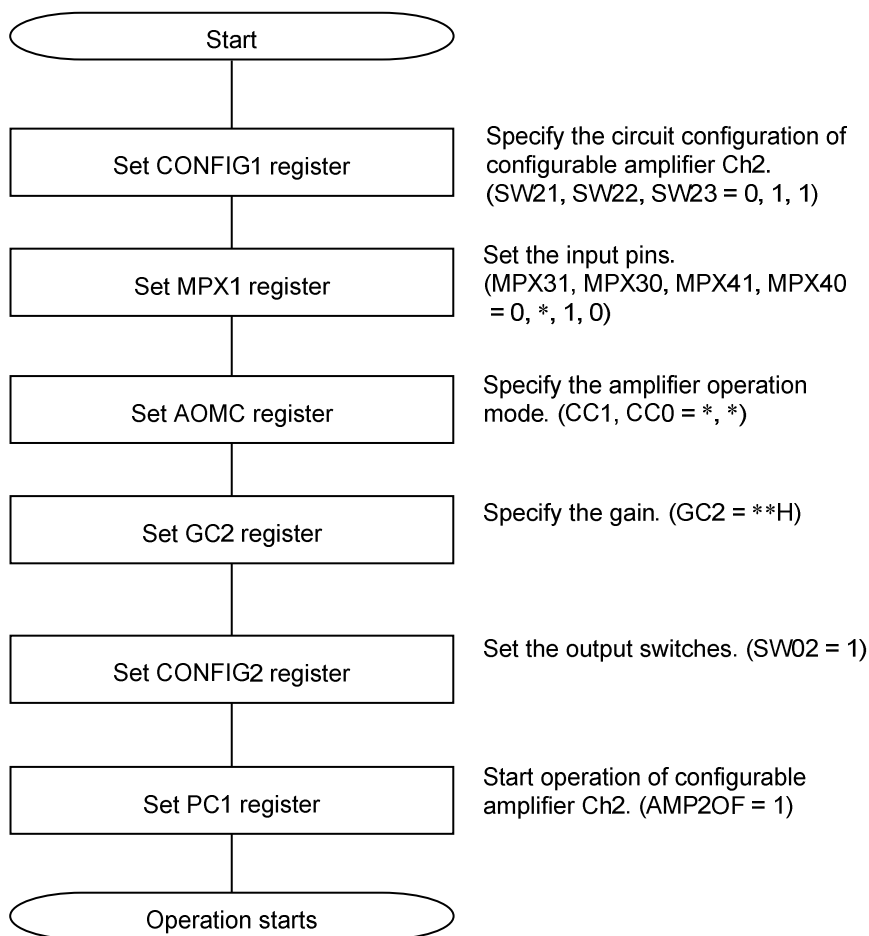 Start
Set CONFIG1 register
Specify the circuit configuration of
configurable amplifier Ch2.
(SW21, SW22, SW23 = 0, 1, 1)
Set MPX1 register
Set the input pins.
(MPX31, MPX30, MPX41, MPX40
= 0, *, 1, 0)
Set AOMC register
Specify the amplifier operation
mode. (CC1, CC0 = *, *)
Set GC2 register
Specify the gain. (GC2 = **H)
Set CONFIG2 register
Set the output switches. (SW02 = 1)
Set PC1 register
Start operation of configurable
amplifier Ch2. (AMP2OF = 1)
Operation starts